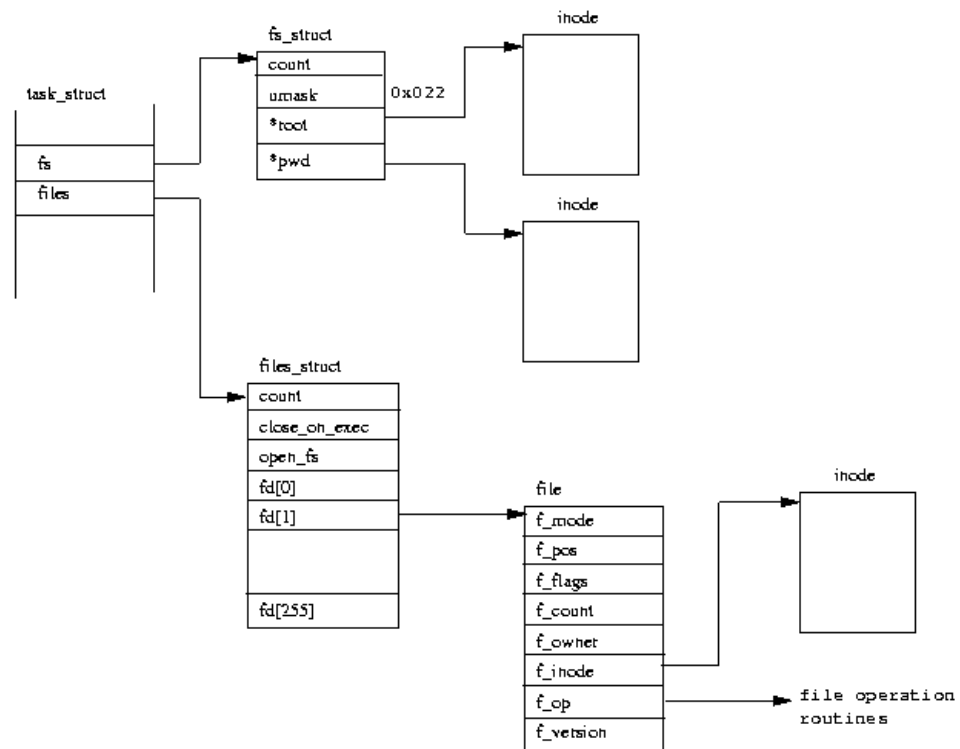 inode
fs_struct
count
umask
0x022
*root
*pwd
task_struct
fs
files
inode
files_struct
count
close_on_exec
open_fs
fd[0]
fd[1]
fd[255]
file
f_mode
f_pos
f_flags
f_count
f_owner
f_inode
f_op
f_version
inode
file operation
routines